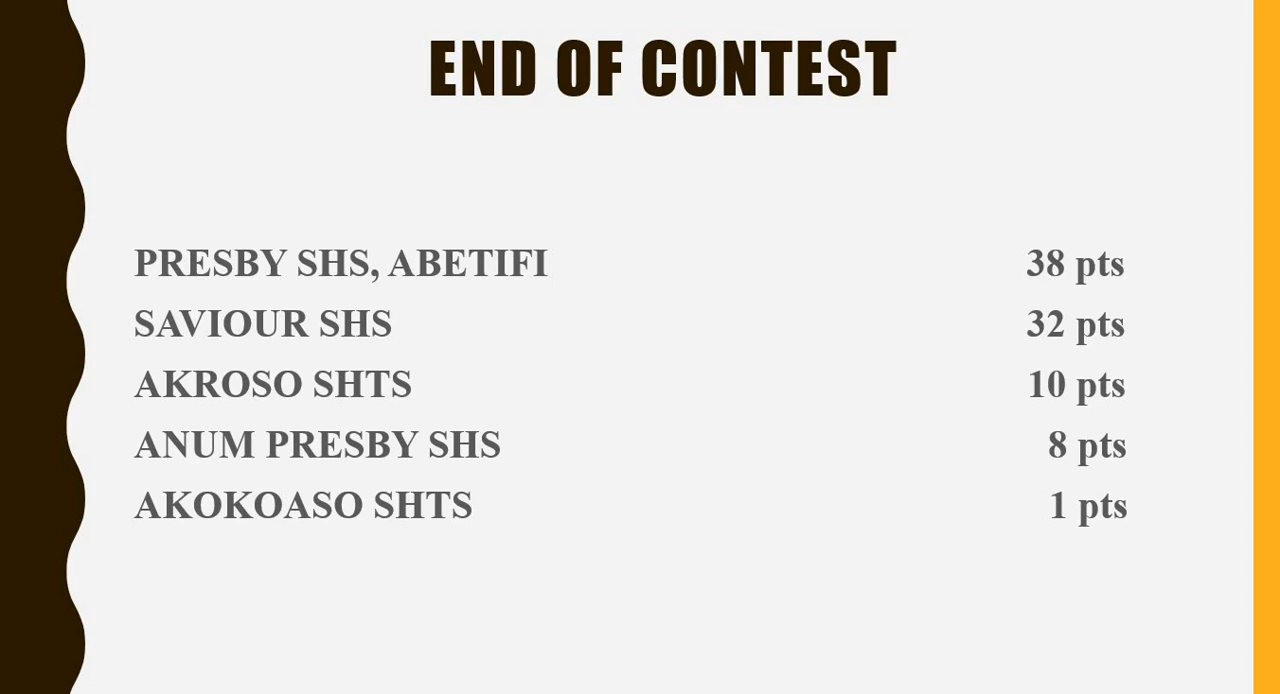 END OF CONTEST
PRESBY SHS, ABETIFI 38 pts
SAVIOUR SHS 32 pts
AKROSO SHTS 10 pts
ANUM PRESBY SHS 8 pts
AKOKOASO SHTS 1 pts